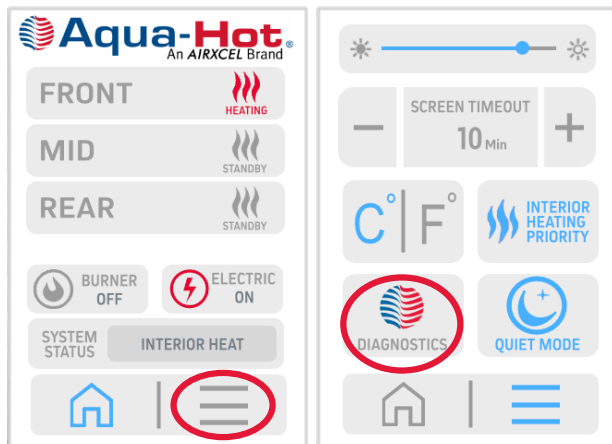 Aqua-Hot®
An AIRXCEL Brand
FRONT
HEATING
MID
STANDBY
REAR
STANDBY
BURNER
OFF
ELECTRIC
ON
SYSTEM
STATUS
INTERIOR HEAT
SCREEN TIMEOUT
10 Min
C° | F°
INTERIOR
HEATING
PRIORITY
DIAGNOSTICS
QUIET MODE